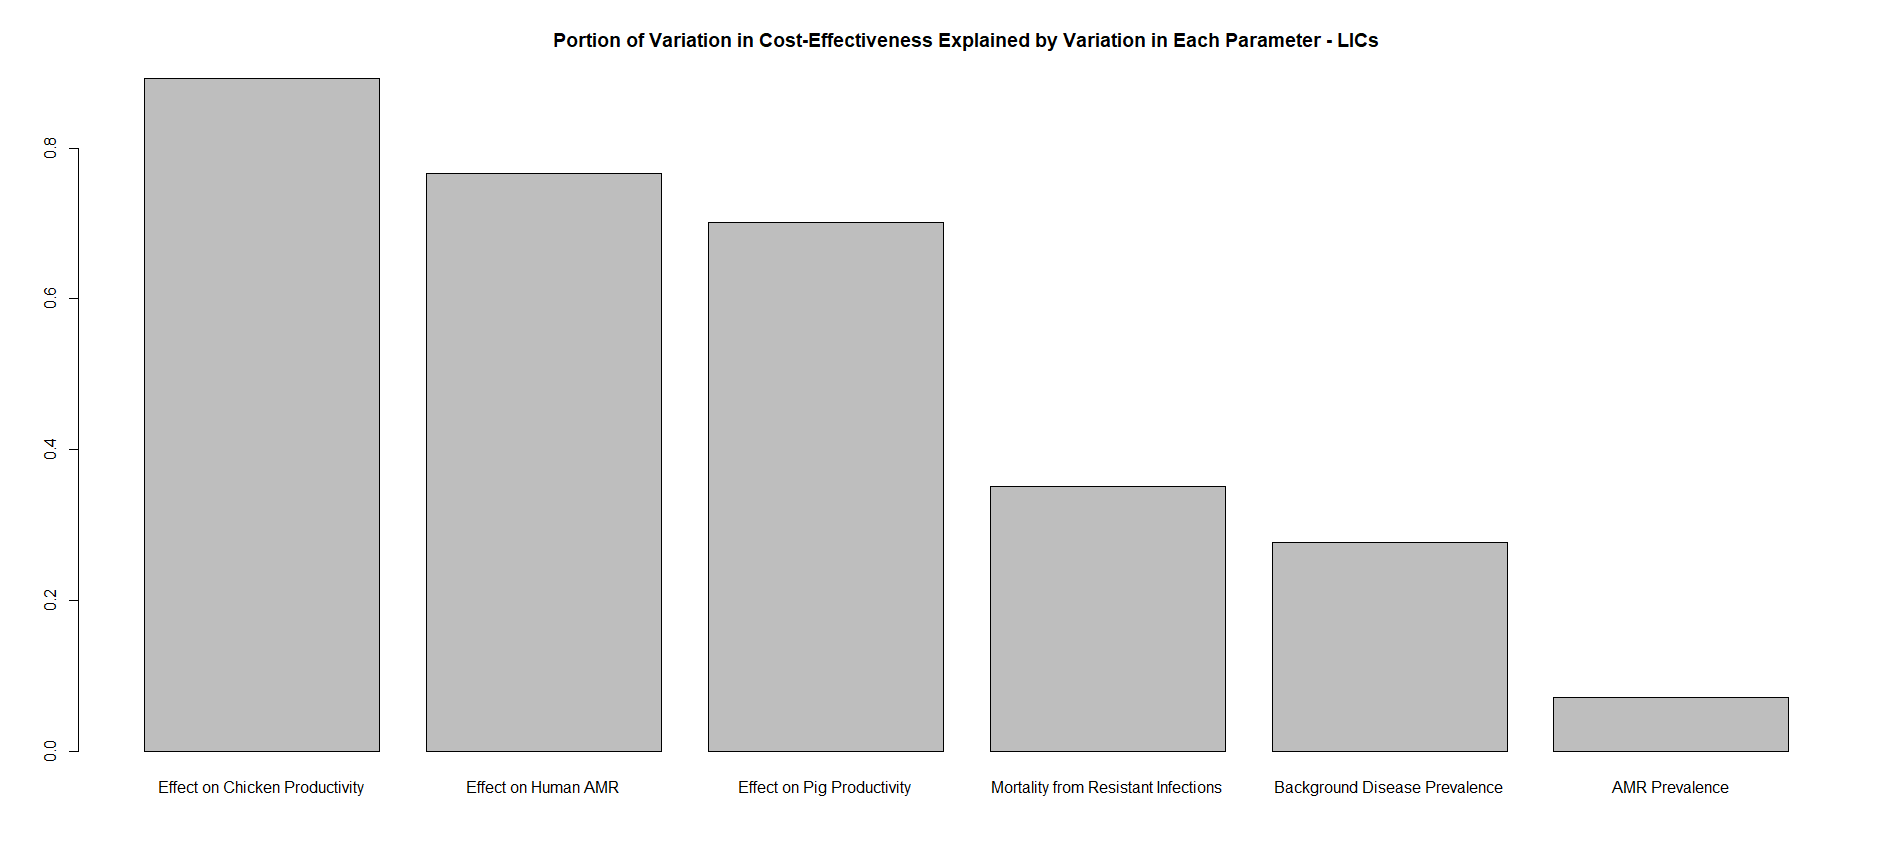 Portion of Variation in Cost-Effectiveness Explained by Variation in Each Parameter - LICs
0.8
0.6
0.4
0.2
0.0
Effect on Chicken Productivity
Effect on Human AMR
Effect on Pig Productivity
Mortality from Resistant Infections
Background Disease Prevalence
AMR Prevalence